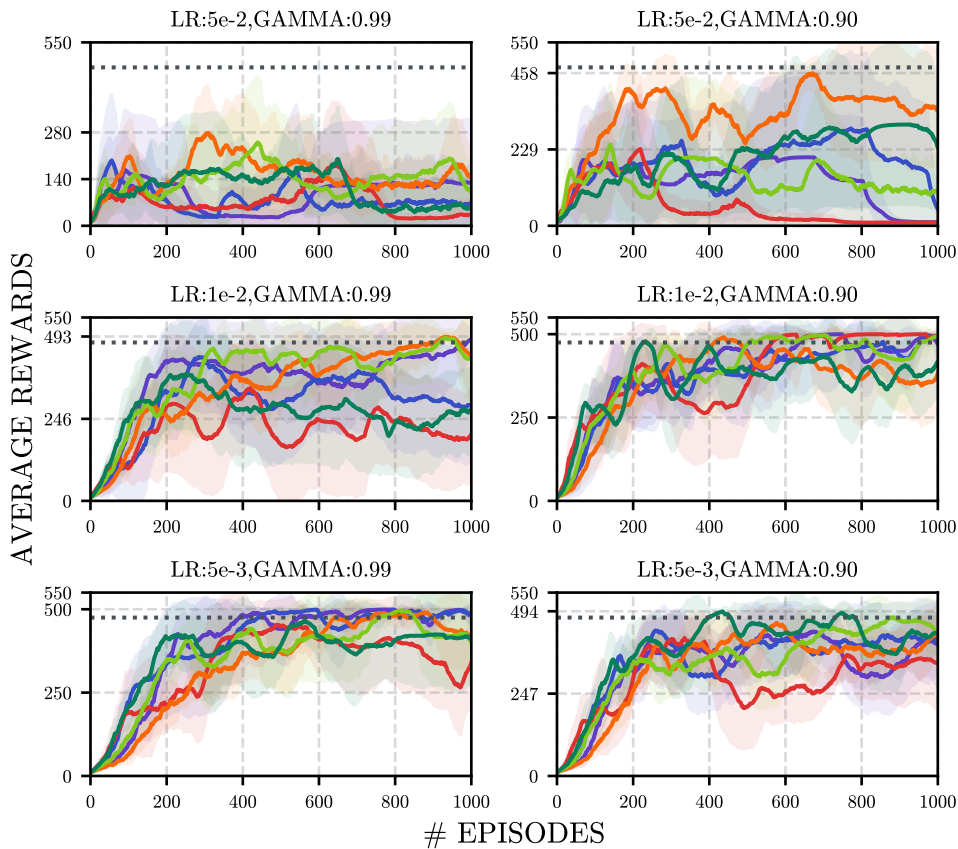 LR:5e-2,GAMMA:0.99
LR:5e-2,GAMMA:0.90
550
280
140
0
0 200 400 600 800 1000
550
458
229
0
0 200 400 600 800 1000
LR:1e-2,GAMMA:0.99
LR:1e-2,GAMMA:0.90
550
493
246
0
0 200 400 600 800 1000
550
500
250
0
0 200 400 600 800 1000
LR:5e-3,GAMMA:0.99
LR:5e-3,GAMMA:0.90
550
500
250
0
0 200 400 600 800 1000
550
494
247
0
0 200 400 600 800 1000
AVERAGE REWARDS
# EPISODES